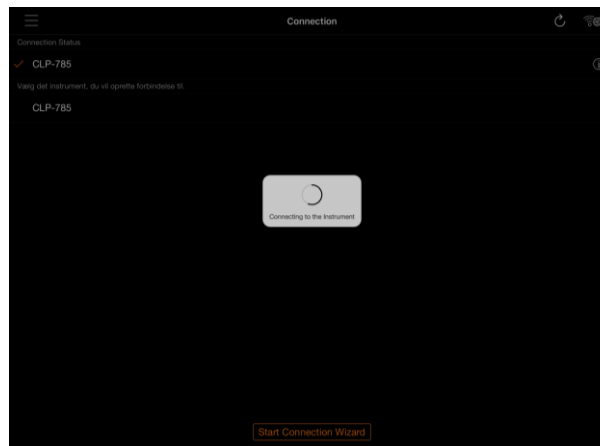 Connection
Connection Status
CLP-785
Vælg det instrument, du vil oprette forbindelse til.
CLP-785
Connecting to the Instrument
Start Connection Wizard